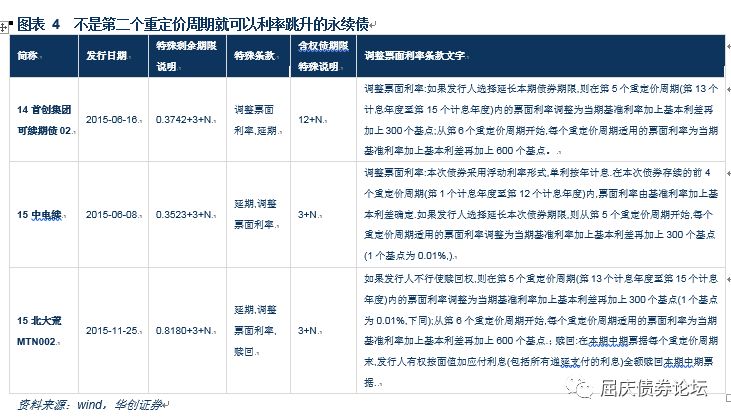 图表 4 不是第二个重定价周期就可以利率跳升的永续债
简称
发行日期
特殊剩余期限
说明
特殊条款
含权债期限
特殊说明
调整票面利率条款文字
14 首创集团
可续期债 02
2015-06-16
0.3742+3+N
调整票面
利率,延期
12+N
调整票面利率:如果发行人选择延长本期债券期限,则在第 5 个重定价周期(第 13 个
计息年度至第 15 个计息年度)内的票面利率调整为当期基准利率加上基本利差再
加上 300 个基点;从第 6 个重定价周期开始,每个重定价周期适用的票面利率为当期
基准利率加上基本利差再加上 600 个基点。
15 中电续
2015-06-08
0.3523+3+N
延期,调整
票面利率
3+N
调整票面利率:本次债券采用浮动利率形式,单利按年计息.在本次债券存续的前 4
个重定价周期(第 1 个计息年度至第 12 个计息年度)内,票面利率由基准利率加上基
本利差确定.如果发行人选择延长本次债券期限,则从第 5 个重定价周期开始,每个
重定价周期适用的票面利率调整为当期基准利率加上基本利差再加上 300 个基点
(1 个基点为 0.01%,).
15 北大荒
MTN002
2015-11-25
0.8180+3+N
延期,调整
票面利率,
赎回
3+N
如果发行人不行使赎回权,则在第 5 个重定价周期(第 13 个计息年度至第 15 个计息
年度)内的票面利率调整为当期基准利率加上基本利差再加上 300 个基点(1 个基点
为 0.01%,下同);从第 6 个重定价周期开始,每个重定价周期适用的票面利率为当期
基准利率加上基本利差再加上 600 个基点.；赎回:在本期中期票据每个重定价周期
末,发行人有权按面值加应付利息(包括所有递延支付的利息)全额赎回本期中期票
据.
资料来源：wind，华创证券
屈庆债券论坛